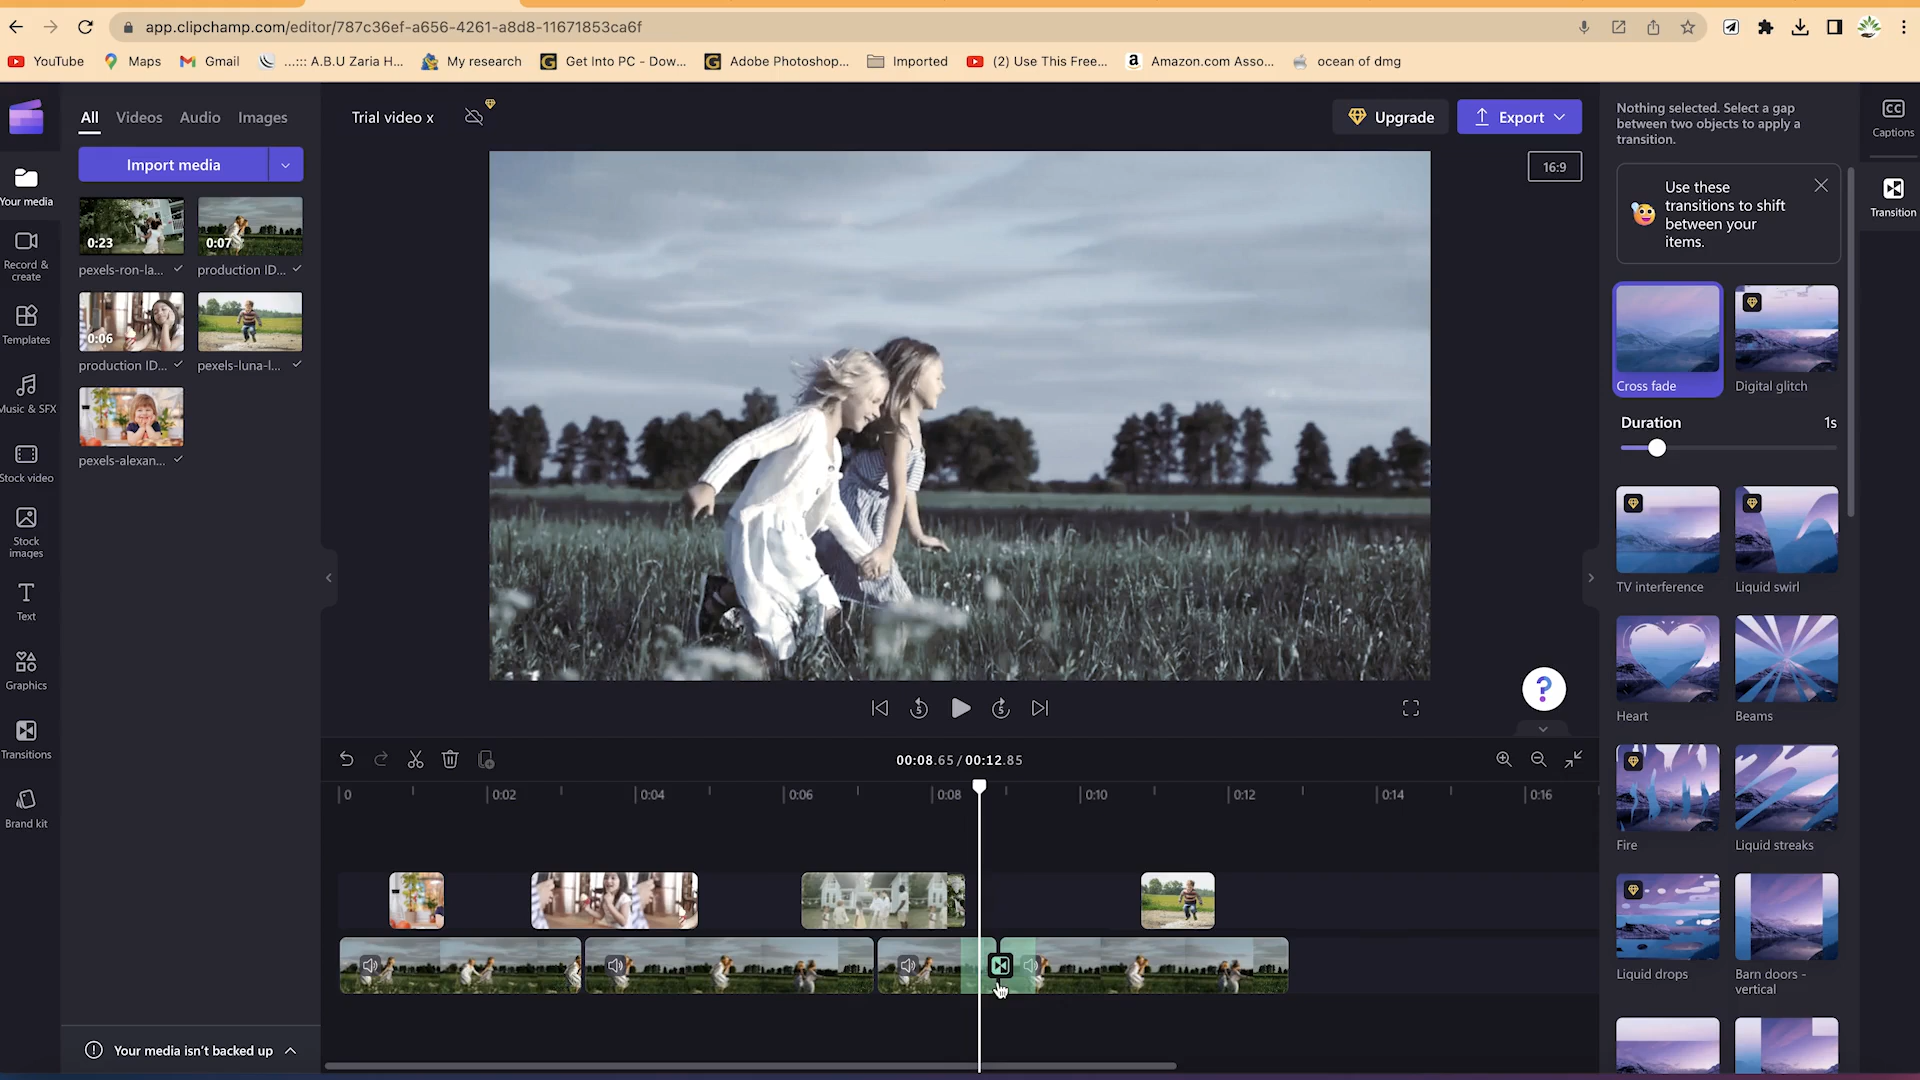 app.clipchamp.com/editor/787c36ef-a656-4261-a8d8-11671853ca6f
YouTube
Maps
Gmail
...::: A.B.U Zaria H...
My research
Get Into PC - Dow...
Adobe Photoshop...
Imported
(2) Use This Free...
Amazon.com Asso...
ocean of dmg
All
Videos
Audio
Images
Import media
0:23
0:07
pexels-ron-la...
production ID...
0:06
production ID...
pexels-luna-l...
pexels-alexan...
Your media
Record &
create
Templates
Music & SFX
Stock video
Stock
images
Text
Graphics
Transitions
Brand kit
Your media isn't backed up
Trial video x
Upgrade
Export
16:9
?
00:08.65 / 00:12.85
0
0:02
0:04
0:06
0:08
0:10
0:12
0:14
0:16
Nothing selected. Select a gap
between two objects to apply a
transition.
Use these
transitions to shift
between your
items.
Cross fade
Digital glitch
Duration
1s
TV interference
Liquid swirl
Heart
Beams
Fire
Liquid streaks
Liquid drops
Barn doors -
vertical
CC
Captions
Transition